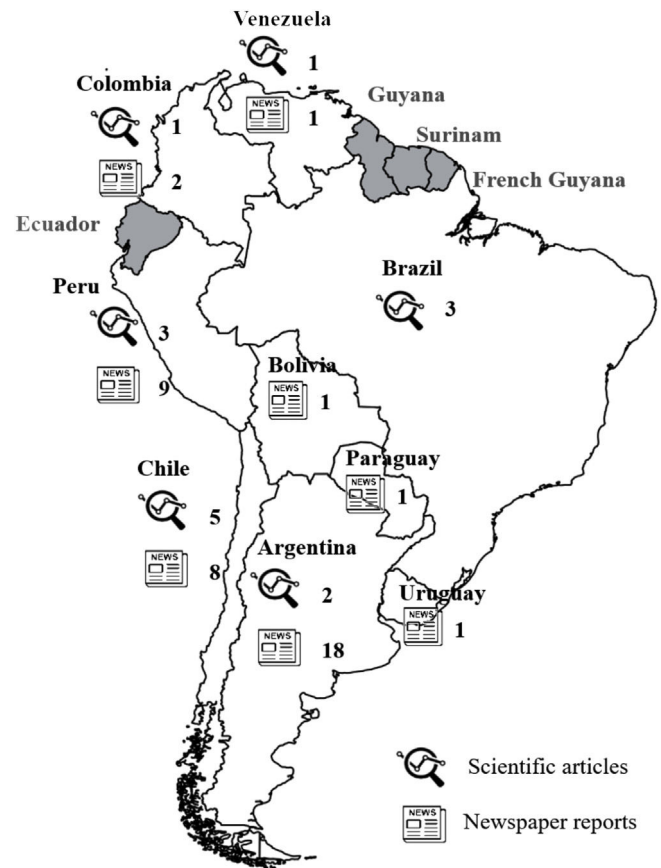 Venezuela
1
NEWS
1
Colombia
1
NEWS
2
Guyana
Surinam
French Guyana
Ecuador
Peru
3
NEWS
9
Brazil
3
Bolivia
NEWS
1
Paraguay
NEWS
1
Chile
5
NEWS
8
Argentina
2
NEWS
18
Uruguay
NEWS
1
Scientific articles
NEWS
Newspaper reports